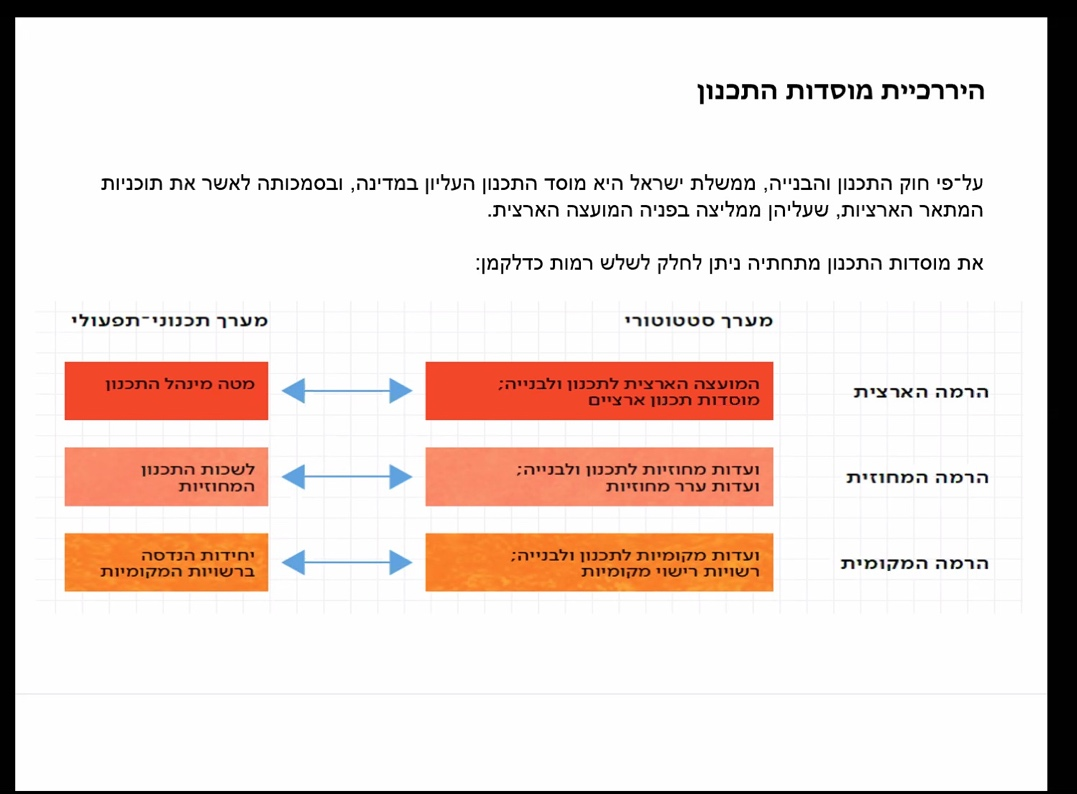 היררכיית מוסדות התכנון
על־פי חוק התכנון והבנייה, ממשלת ישראל היא מוסד התכנון העליון במדינה, ובסמכותה לאשר את תוכניות
המתאר הארציות, שעליהן ממליצה בפניה המועצה הארצית.
את מוסדות התכנון מתחתיה ניתן לחלק לשלש רמות כדלקמן:
מערך סטטוטורי
מערך תכנוני־תפעולי
הרמה הארצית
המועצה הארצית לתכנון ולבנייה;
מוסדות תכנון ארציים
מטה מינהל התכנון
הרמה המחוזית
ועדות מחוזיות לתכנון ולבנייה;
ועדות ערר מחוזיות
לשכות התכנון
המחוזיות
הרמה המקומית
ועדות מקומיות לתכנון ולבנייה;
רשויות רישוי מקומיות
יחידות הנדסה
ברשויות המקומיות